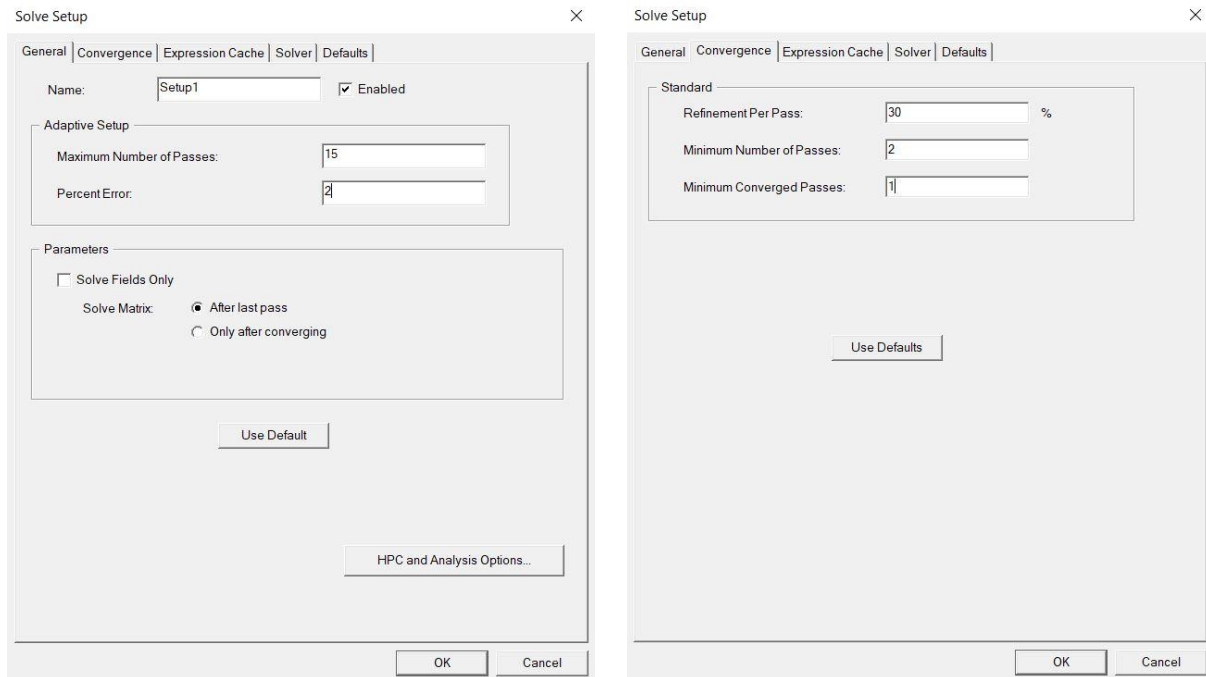 Solve Setup
General Convergence Expression Cache Solver Defaults
Name: Setup1 Enabled
Adaptive Setup
Maximum Number of Passes: 15
Percent Error: 2
Parameters
Solve Fields Only
Solve Matrix: After last pass
Only after converging
Use Default
HPC and Analysis Options...
OK Cancel
Solve Setup
General Convergence Expression Cache Solver Defaults
Standard
Refinement Per Pass: 30 %
Minimum Number of Passes: 2
Minimum Converged Passes: 1
Use Defaults
OK Cancel